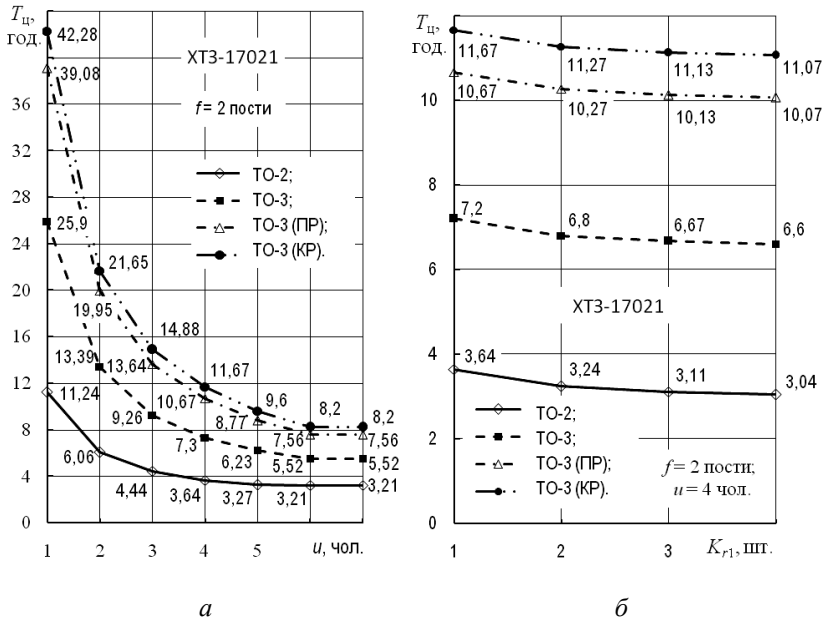 Tц,
год.
42,28
39,08
ХТЗ-17021
f = 2 пости
36
32
28
24
20
16
12
8
4
0
ТО-2;
ТО-3;
ТО-3 (ПР);
ТО-3 (КР).
25,9
21,65
19,95
14,88
13,39
13,64
11,67
11,24
10,67
9,6
9,26
8,77
8,2
8,2
7,3
7,56
7,56
6,06
6,23
5,52
5,52
4,44
3,64
3,27
3,21
3,21
1 2 3 4 5 u, чол.
а
Tц,
год.
11,67
11,27
11,13
11,07
10
10,67
10,27
10,13
10,07
8
7,2
6,8
6,67
6,6
6
ХТЗ-17021
4
3,64
3,24
3,11
3,04
2
0
ТО-2;
ТО-3;
ТО-3 (ПР);
ТО-3 (КР).
f = 2 пости;
u = 4 чол.
1 2 3 Kr1, шт.
б